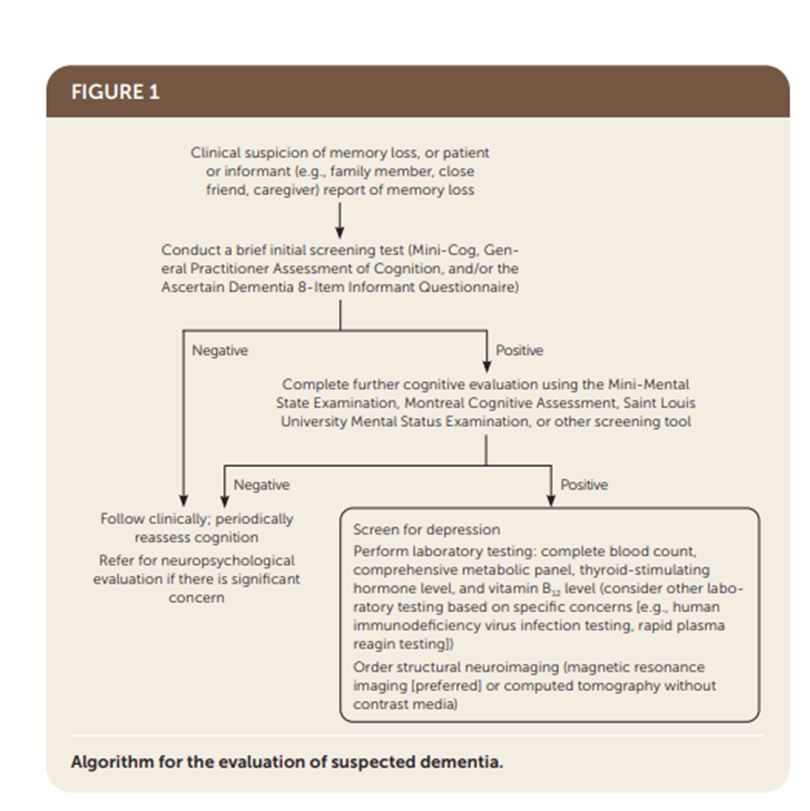 FIGURE 1
Clinical suspicion of memory loss, or patient
or informant (e.g., family member, close
friend, caregiver) report of memory loss
Conduct a brief initial screening test (Mini-Cog, Gen-
eral Practitioner Assessment of Cognition, and/or the
Ascertain Dementia 8-Item Informant Questionnaire)
Negative
Positive
Complete further cognitive evaluation using the Mini-Mental
State Examination, Montreal Cognitive Assessment, Saint Louis
University Mental Status Examination, or other screening tool
Negative
Positive
Follow clinically; periodically
reassess cognition
Refer for neuropsychological
evaluation if there is significant
concern
Screen for depression
Perform laboratory testing: complete blood count,
comprehensive metabolic panel, thyroid-stimulating
hormone level, and vitamin B₁₂ level (consider other labo-
ratory testing based on specific concerns [e.g., human
immunodeficiency virus infection testing, rapid plasma
reagin testing])
Order structural neuroimaging (magnetic resonance
imaging [preferred] or computed tomography without
contrast media)
Algorithm for the evaluation of suspected dementia.